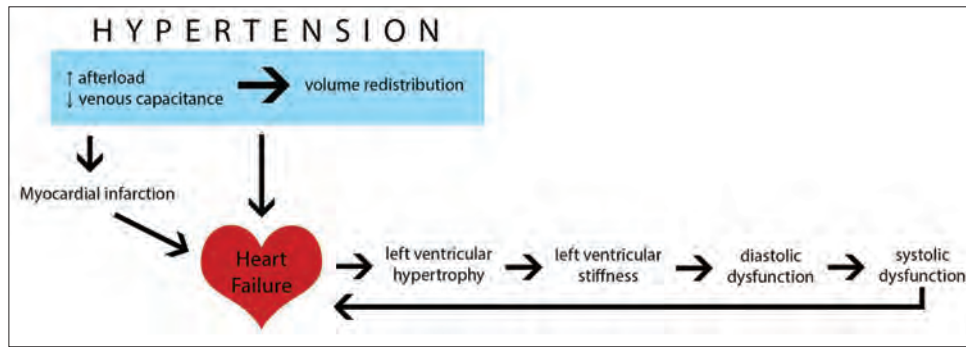 HYPERTENSION
↑ afterload
↓ venous capacitance
volume redistribution
Myocardial infarction
Heart
Failure
left ventricular
hypertrophy
left ventricular
stiffness
diastolic
dysfunction
systolic
dysfunction